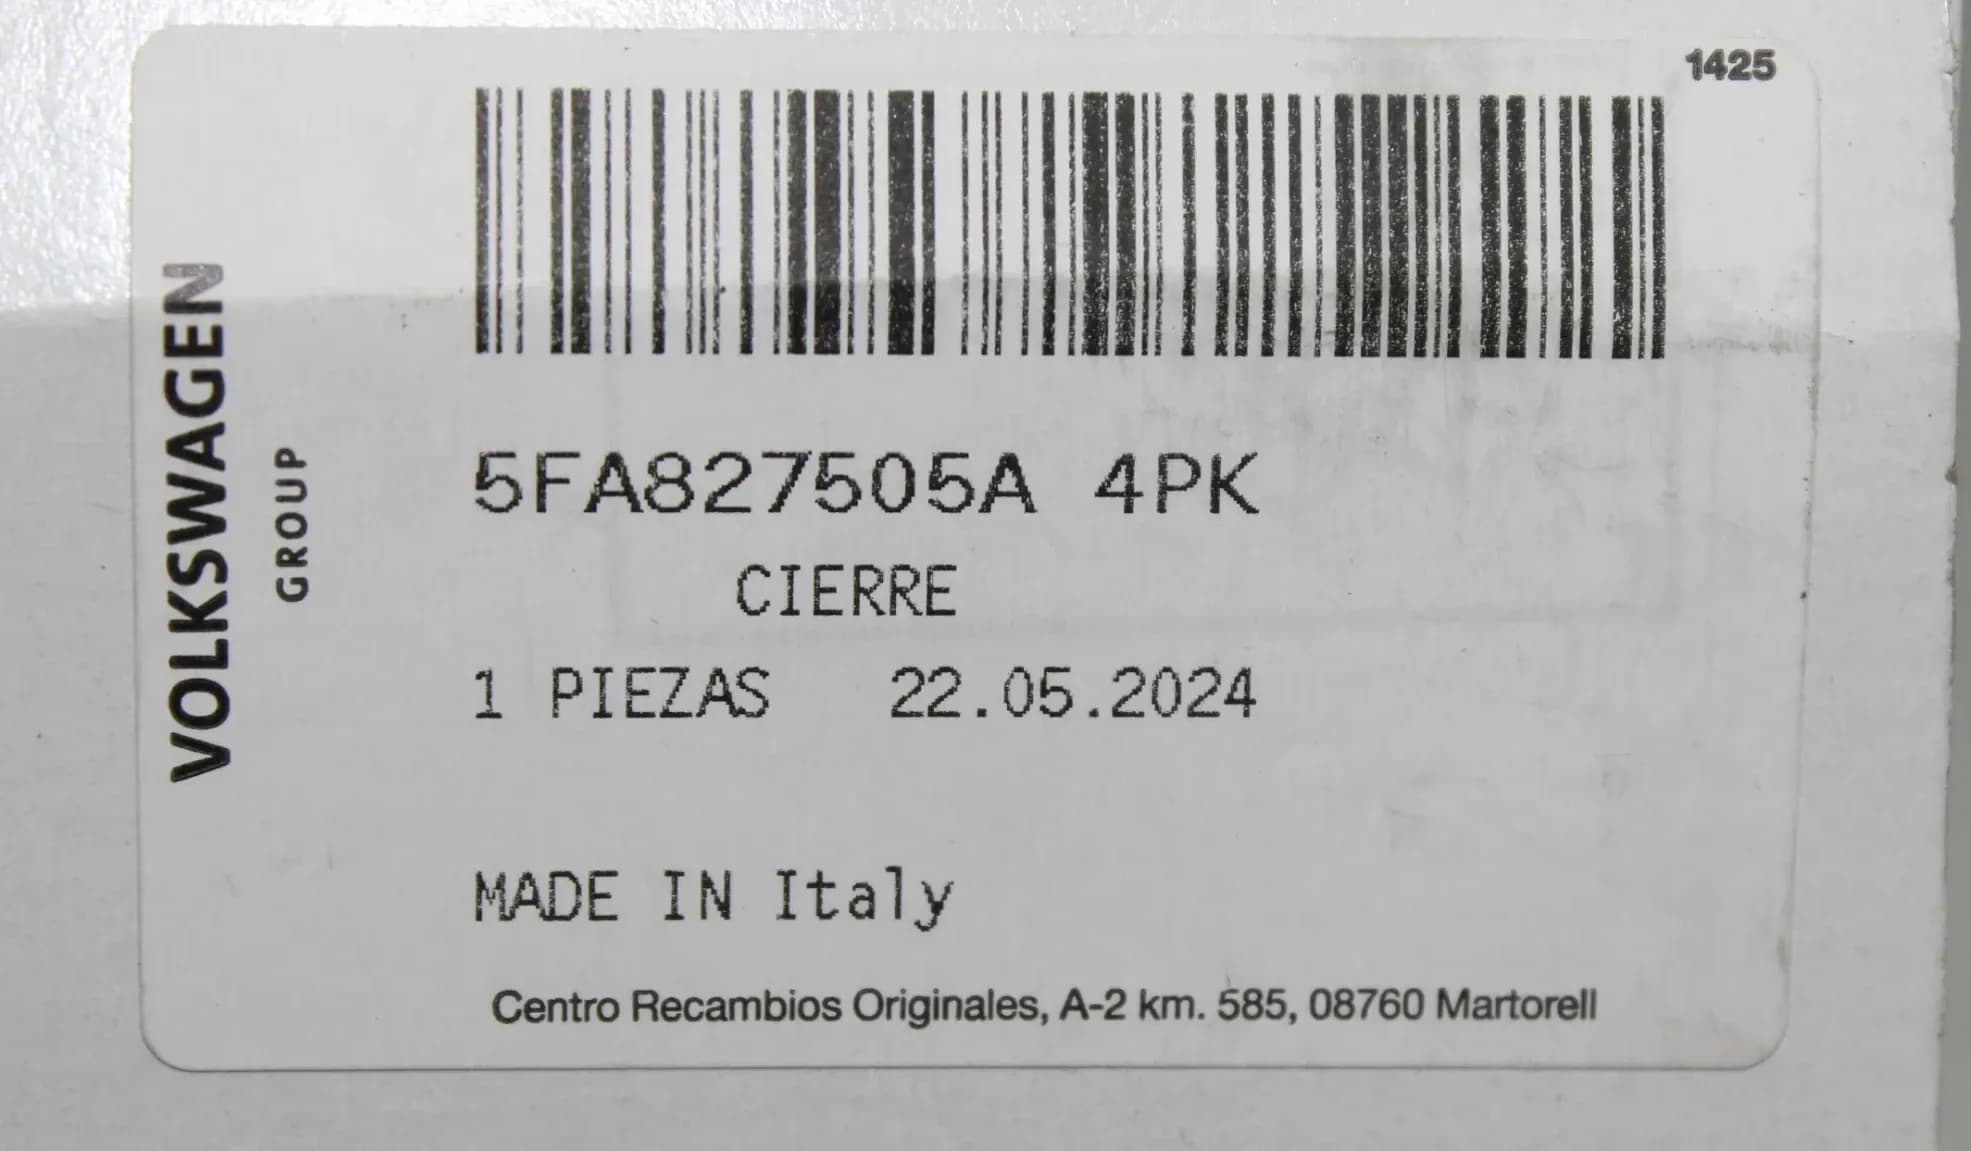 1425
VOLKSWAGEN
GROUP
5FA827505A 4PK
CIERRE
1 PIEZAS 22.05.2024
MADE IN Italy
Centro Recambios Originales, A-2 km. 585, 08760 Martorell